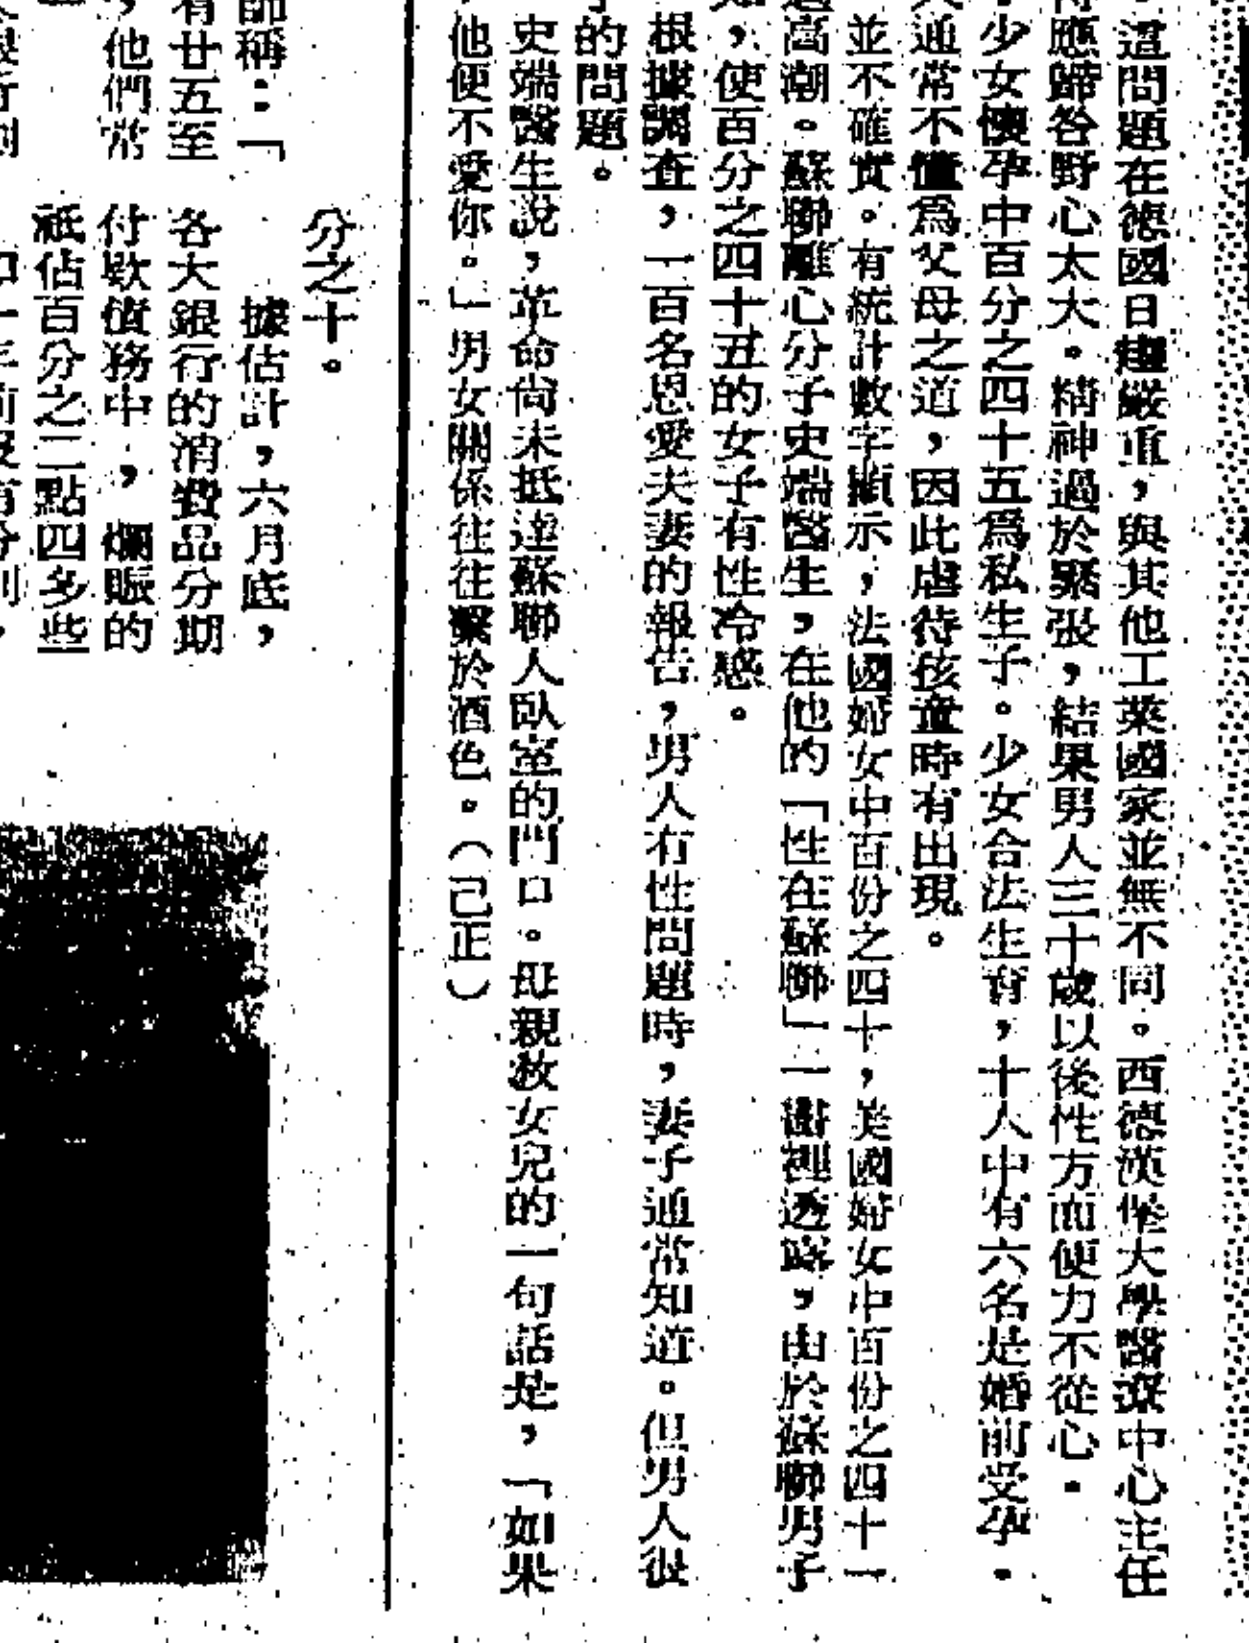 。這問題在德國日趨嚴重，與其他工業國家並無不同。西德漢堡大學醫療中心主任
應歸咎野心太大。精神過於緊張，結果男人三十歲以後性方面便力不從心。
少女懷孕中百分之四十五爲私生子。少女合法生育，十人中有六名是婚前受孕。
通常不懂爲父母之道，因此虐待孩童時有出現。
並不確實。有統計數字顯示，法國婦女中百份之四十，美國婦女中百份之四十一
高潮。蘇聯離心分子史端醫生，在他的「性在蘇聯」一書裡透露，由於蘇聯男子
，使百分之四十五的女子有性冷感。
根據調查，一百名恩愛夫妻的報告，男人有性問題時，妻子通常知道。但男人很
的問題。
史端醫生說，革命尚未抵達蘇聯人臥室的門口。母親教女兒的一句話是，「如果
他便不愛你。」男女關係往往繫於酒色。（己正）
分之十。
據估計，六月底，
各大銀行的消費品分期
付欵債務中，爛賬的
祇佔百分之二點四多些
師稱：「
有廿五至
，他們常